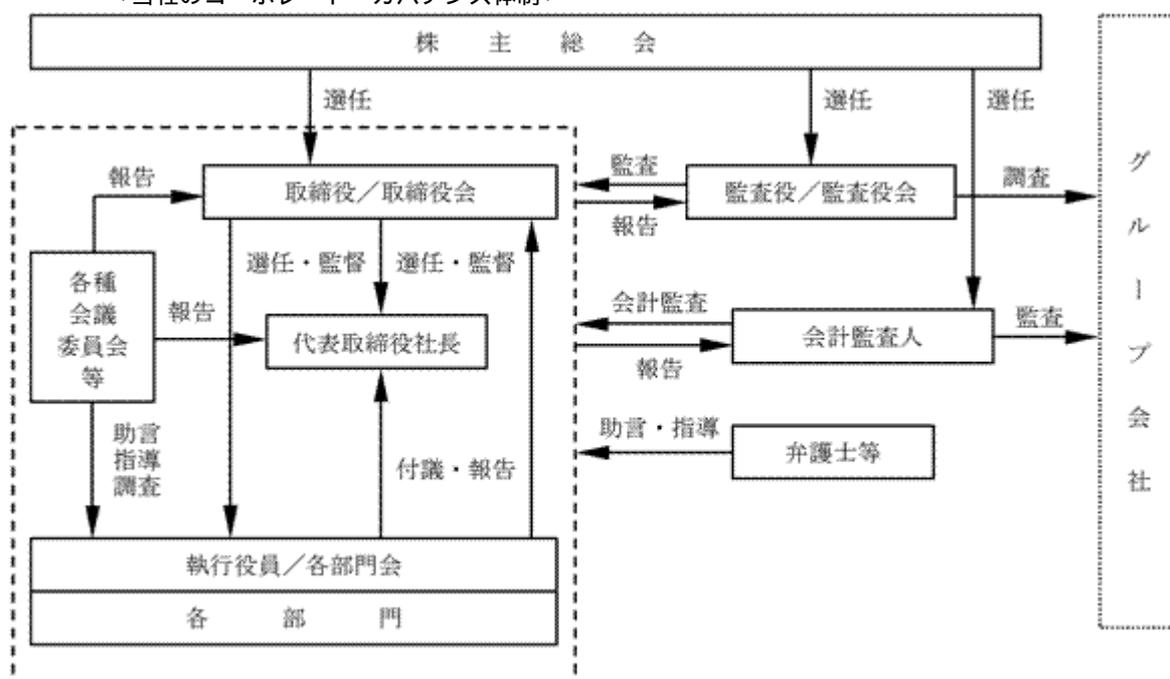 株主総会
選任
選任
選任
報告
取締役／取締役会
監査
報告
監査役／監査役会
調査
選任・監督
選任・監督
各種
会議
委員会
等
報告
代表取締役社長
会計監査
報告
会計監査人
監査
助言
指導
調査
付議・報告
助言・指導
弁護士等
執行役員／各部門会
各部門
グループ会社